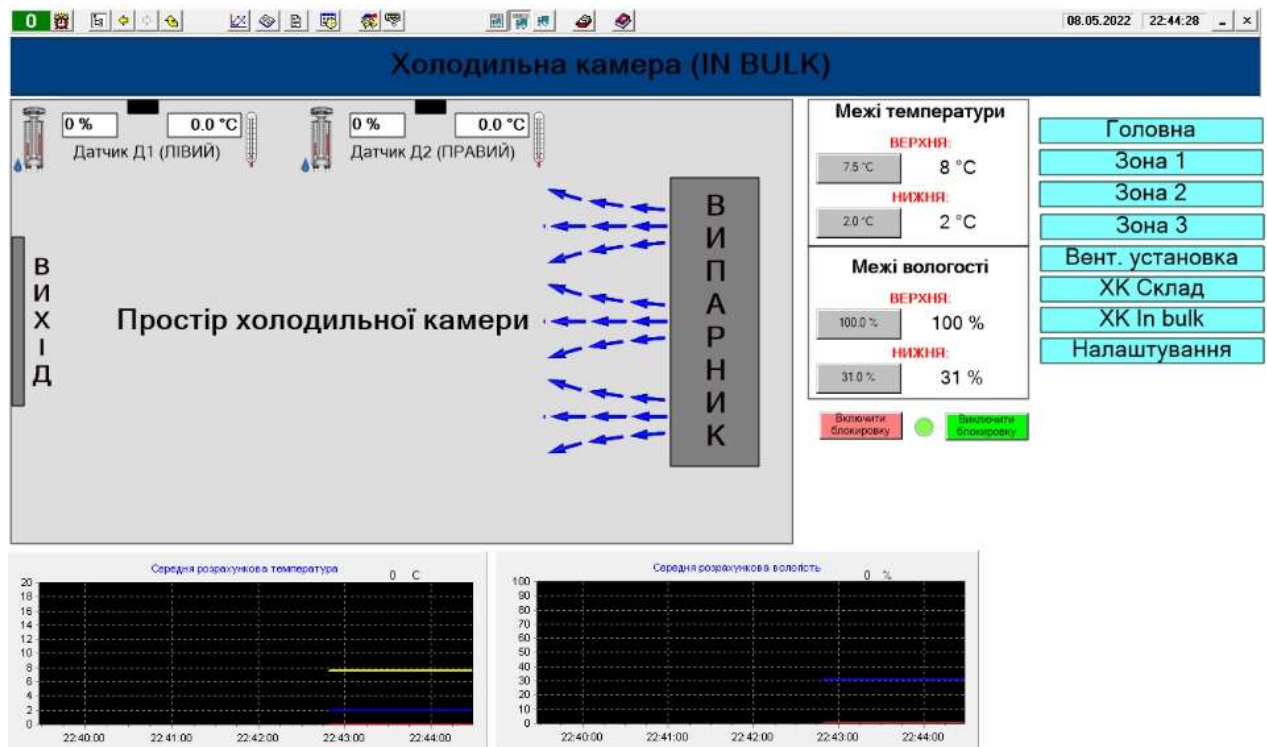 0
08.05.2022 22:44:28
Холодильна камера (IN BULK)
0 % 0.0 °C
Датчик Д1 (ЛІВИЙ)
0 % 0.0 °C
Датчик Д2 (ПРАВИЙ)
ВИХІД
Простір холодильної камери
ВИПАРНИК
Межі температури
ВЕРХНЯ:
7.5 °C 8 °C
НИЖНЯ:
2.0 °C 2 °C
Межі вологості
ВЕРХНЯ:
100.0 % 100 %
НИЖНЯ:
31.0 % 31 %
Включити
блокировку
Виключити
блокировку
Головна
Зона 1
Зона 2
Зона 3
Вент. установка
ХК Склад
ХК In bulk
Налаштування
Середня розрахункова температура 0 C
20
18
16
14
12
10
8
6
4
2
0
22:40:00 22:41:00 22:42:00 22:43:00 22:44:00
Середня розрахункова вологість 0 %
100
90
80
70
60
50
40
30
20
10
0
22:40:00 22:41:00 22:42:00 22:43:00 22:44:00